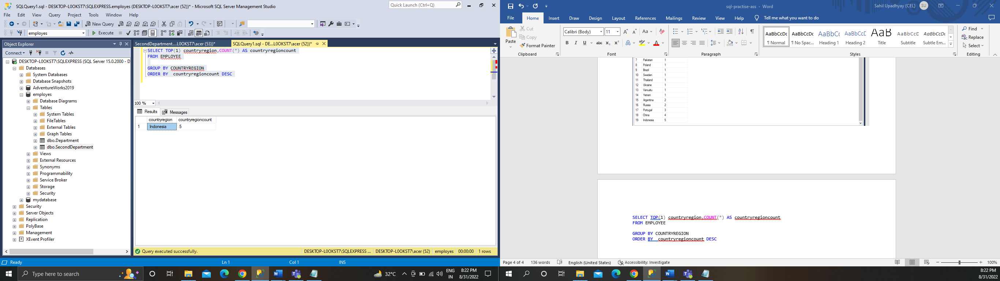 SQLQuery1.sql - DESKTOP-L0OKST7\SQLEXPRESS.employes (DESKTOP-L0OKST7\acer (52))* - Microsoft SQL Server Management Studio
Quick Launch (Ctrl+Q)
File Edit View Query Project Tools Window Help
New Query
MDX DMX XMLA DAX
employes
Execute
Object Explorer
Connect
DESKTOP-L0OKST7\SQLEXPRESS (SQL Server 15.0.2000 - D
Databases
System Databases
Database Snapshots
AdventureWorks2019
employes
Database Diagrams
Tables
System Tables
FileTables
External Tables
Graph Tables
dbo.Department
dbo.SecondDepartment
Views
External Resources
Synonyms
Programmability
Service Broker
Storage
Security
mydatabase
Security
Server Objects
Replication
PolyBase
Management
XEvent Profiler
SecondDepartment....L0OKST7\acer (53))*
SQLQuery1.sql - DE...L0OKST7\acer (52))*
SELECT TOP(1) countryregion,COUNT(*) AS countryregioncount
FROM EMPLOYEE
GROUP BY COUNTRYREGION
ORDER BY  countryregioncount DESC
100 %
Results Messages
countryregion countryregioncount
1 Indonesia 5
Query executed successfully.
DESKTOP-L0OKST7\SQLEXPRESS ... DESKTOP-L0OKST7\acer (52) employes 00:00:00 1 rows
Ready Ln 1 Col 1 INS
Type here to search
32°C
ENG
IN
8:22 PM
8/31/2022
sql-practise-ass - Word
Sahil Upadhyay (CEL) SU
File Home Insert Draw Design Layout References Mailings Review View Help Tell me what you want to do
Paste
Cut
Copy
Format Painter
Clipboard
Calibri (Body) 11
Font
Paragraph
AaBbCcDc AaBbCcDc AaBbCc AaBbCcD AaB AaBbCcD AaBbCcDc
¶ Normal ¶ No Spac... Heading 1 Heading 2 Title Subtitle Subtle Em...
Styles
Find
Replace
Select
Editing
7 Pakistan 1
8 Poland 1
9 Brazil 1
10 Sweden 1
11 Thailand 1
12 Ukraine 1
13 Vanuatu 1
14 Yemen 1
15 Argentina 2
16 Russia 2
17 Portugal 3
18 China 4
19 Indonesia 5
SELECT TOP(1) countryregion,COUNT(*) AS countryregioncount
FROM EMPLOYEE
GROUP BY COUNTRYREGION
ORDER BY  countryregioncount DESC
Page 4 of 4 136 words English (United States) Accessibility: Investigate
100%
8:22 PM
8/31/2022